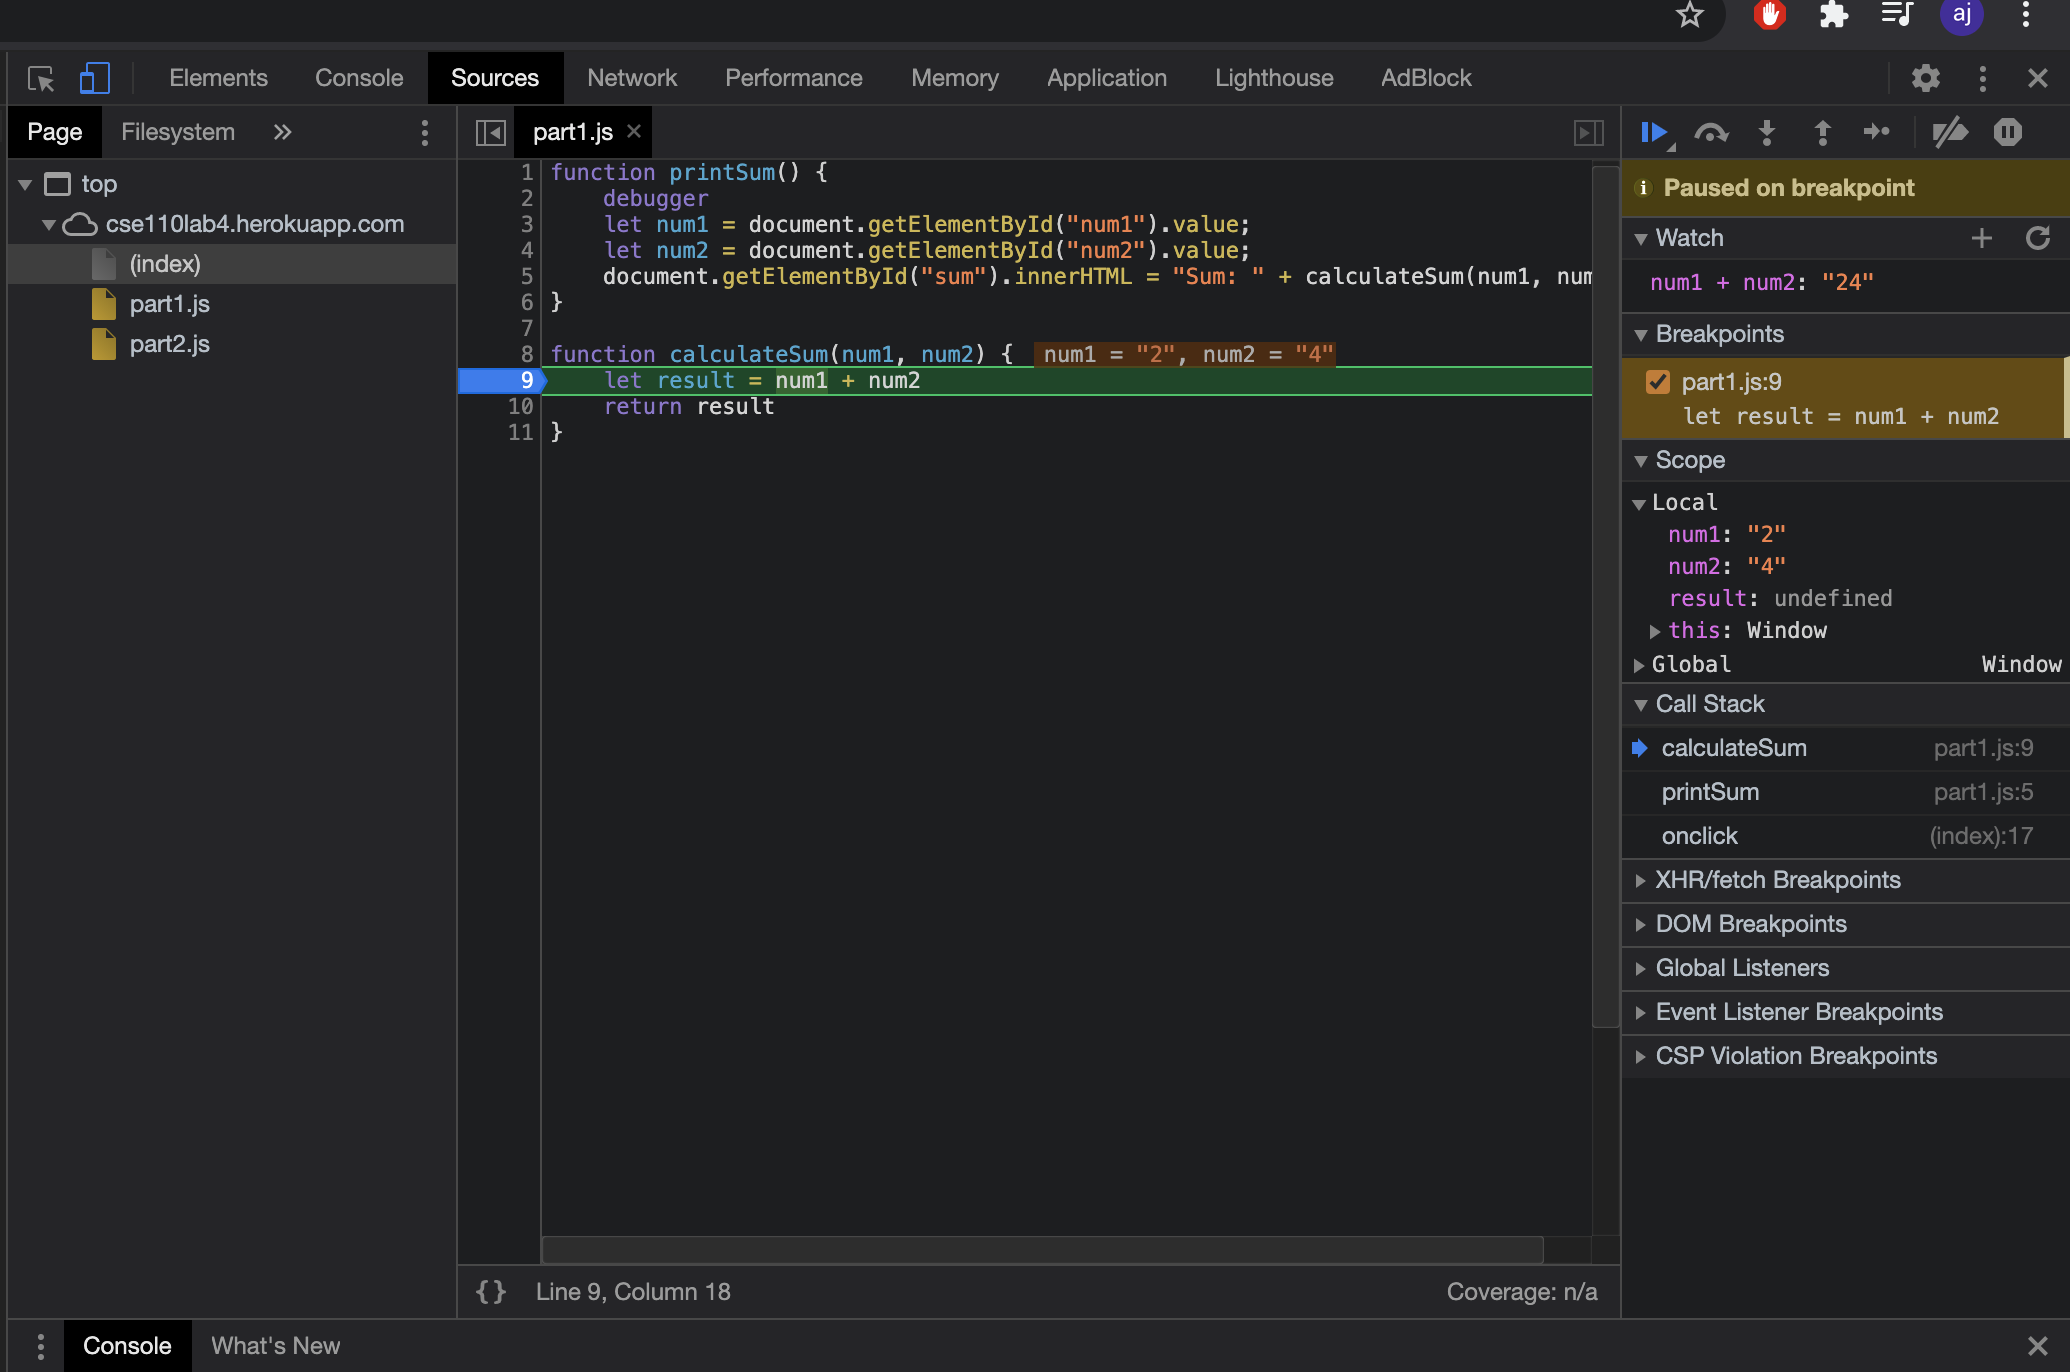 aj
Elements Console Sources Network Performance Memory Application Lighthouse AdBlock
Page Filesystem »
top
cse110lab4.herokuapp.com
(index)
part1.js
part2.js
part1.js ×
1 function printSum() {
2 debugger
3 let num1 = document.getElementById("num1").value;
4 let num2 = document.getElementById("num2").value;
5 document.getElementById("sum").innerHTML = "Sum: " + calculateSum(num1, num
6 }
7
8 function calculateSum(num1, num2) { num1 = "2", num2 = "4"
9 let result = num1 + num2
10 return result
11 }
{} Line 9, Column 18 Coverage: n/a
Paused on breakpoint
Watch
num1 + num2: "24"
Breakpoints
part1.js:9
let result = num1 + num2
Scope
Local
num1: "2"
num2: "4"
result: undefined
this: Window
Global Window
Call Stack
calculateSum part1.js:9
printSum part1.js:5
onclick (index):17
XHR/fetch Breakpoints
DOM Breakpoints
Global Listeners
Event Listener Breakpoints
CSP Violation Breakpoints
Console What's New